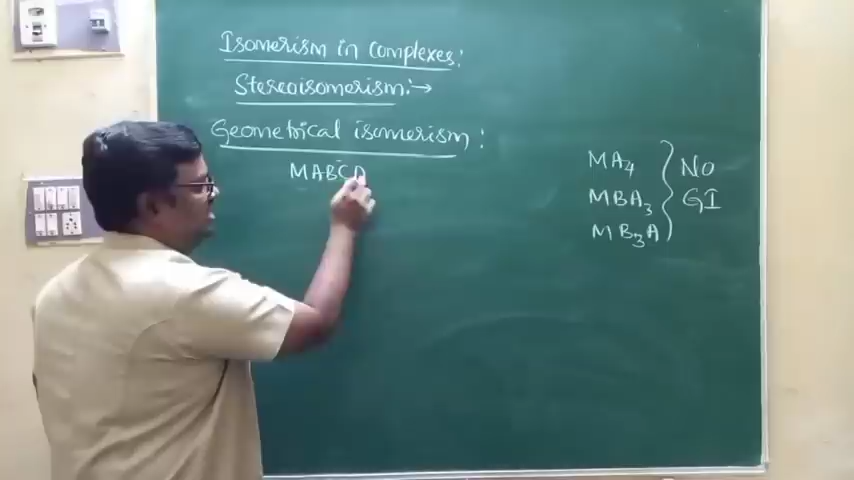 Isomerism in complexes:
Stereoisomerism:→
Geometrical isomerism:
MABCD
MA₄
MBA₃
MB₃A
No
GI